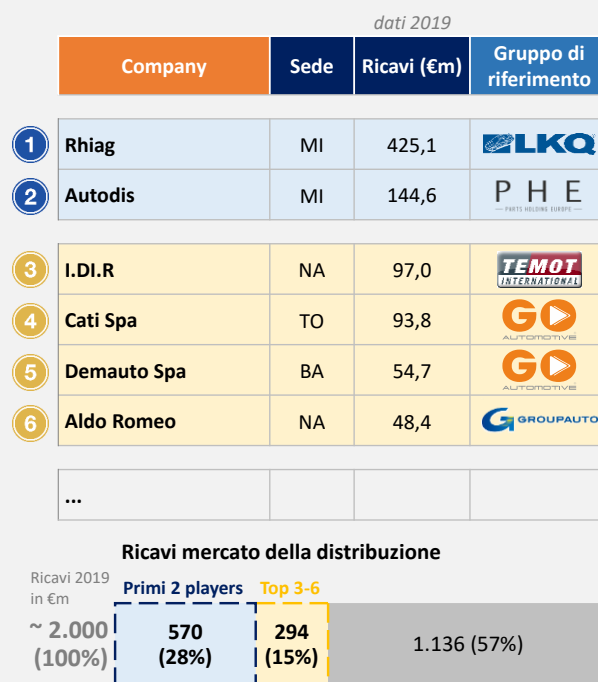 dati 2019
Company Sede Ricavi (€m) Gruppo di riferimento
1 Rhiag MI 425,1 LKQ
2 Autodis MI 144,6 PHE
PARTS HOLDING EUROPE
3 I.DI.R NA 97,0 TEMOT
INTERNATIONAL
4 Cati Spa TO 93,8 GO
AUTOMOTIVE
5 Demauto Spa BA 54,7 GO
AUTOMOTIVE
6 Aldo Romeo NA 48,4 G GROUPAUTO
...
Ricavi mercato della distribuzione
Ricavi 2019
in €m
Primi 2 players Top 3-6
~ 2.000
(100%)
570
(28%)
294
(15%)
1.136 (57%)